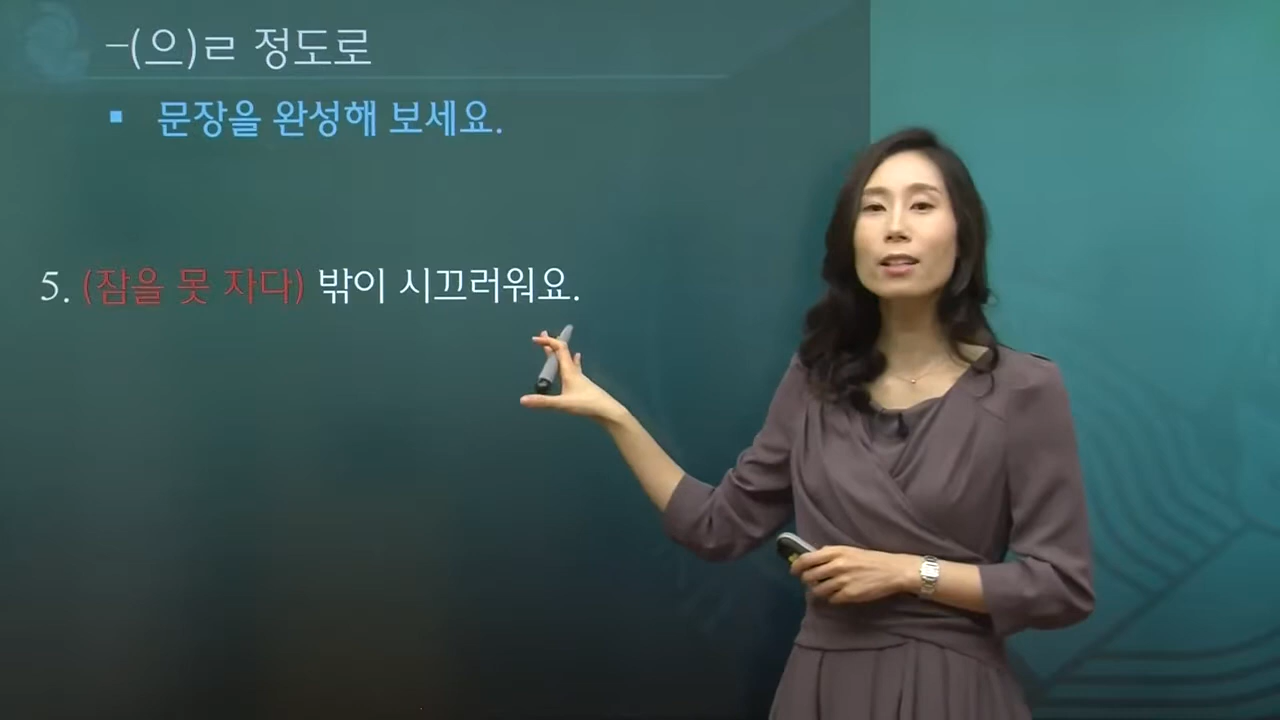 -(으)ㄹ 정도로
▪ 문장을 완성해 보세요.
5. (잠을 못 자다) 밖이 시끄러워요.